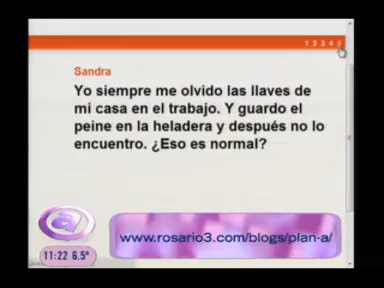 1 2 3 4 5
Sandra
Yo siempre me olvido las llaves de
mi casa en el trabajo. Y guardo el
peine en la heladera y después no lo
encuentro. ¿Eso es normal?
a
www.rosario3.com/blogs/plan-a/
11:22 6.5°